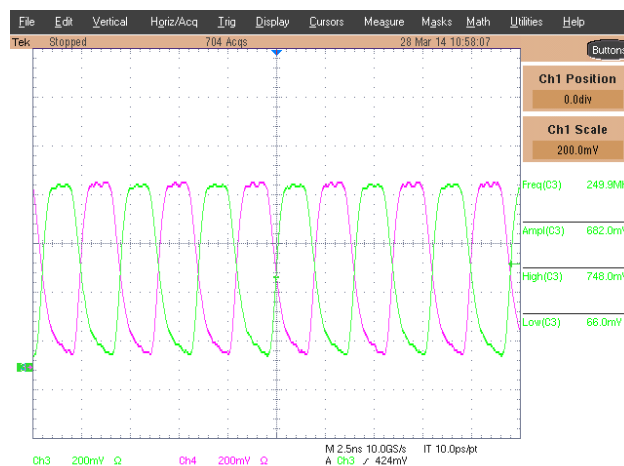 File Edit Vertical Horiz/Acq Trig Display Cursors Measure Masks Math Utilities Help
Tek Stopped 704 Acqs 28 Mar 14 10:58:07
Buttons
Ch1 Position
0.0div
Ch1 Scale
200.0mV
Freq(C3) 249.9M
Ampl(C3) 682.0mV
High(C3) 748.0mV
Low(C3) 66.0mV
M 2.5ns 10.0GS/s IT 10.0ps/pt
Ch3 200mV Ω Ch4 200mV Ω A Ch3 ∕ 424mV